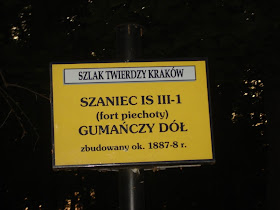 SZLAK TWIERDZY KRAKÓW
SZANIEC IS III-1
(fort piechoty)
GUMAŃCZY DÓŁ
zbudowany ok. 1887-8 r.